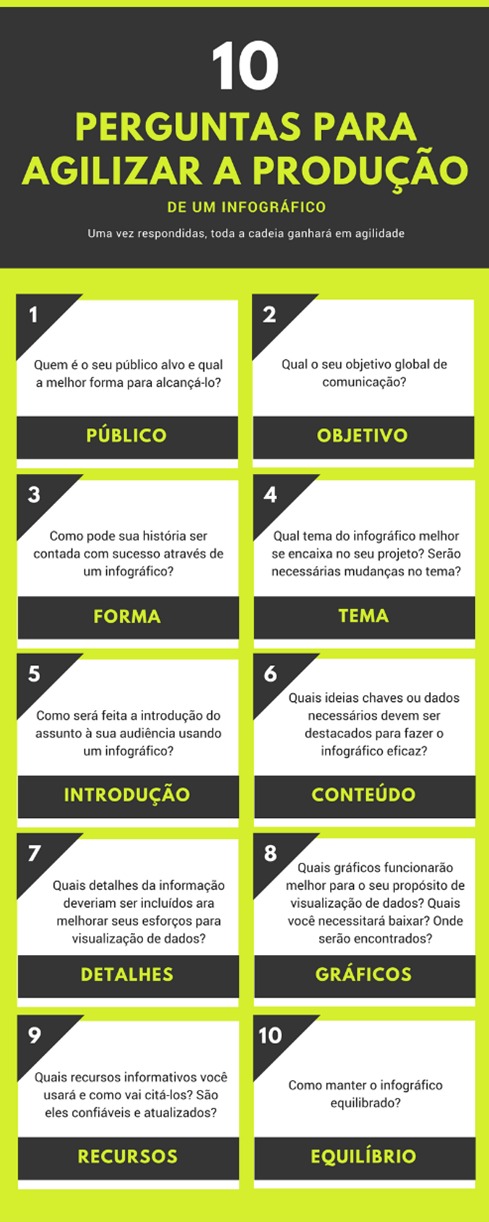 10
PERGUNTAS PARA
AGILIZAR A PRODUÇÃO
DE UM INFOGRÁFICO
Uma vez respondidas, toda a cadeia ganhará em agilidade
1
Quem é o seu público alvo e qual
a melhor forma para alcançá-lo?
PÚBLICO
2
Qual o seu objetivo global de
comunicação?
OBJETIVO
3
Como pode sua história ser
contada com sucesso através de
um infográfico?
FORMA
4
Qual tema do infográfico melhor
se encaixa no seu projeto? Serão
necessárias mudanças no tema?
TEMA
5
Como será feita a introdução do
assunto à sua audiência usando
um infográfico?
INTRODUÇÃO
6
Quais ideias chaves ou dados
necessários devem ser
destacados para fazer o
infográfico eficaz?
CONTEÚDO
7
Quais detalhes da informação
deveriam ser incluídos ara
melhorar seus esforços para
visualização de dados?
DETALHES
8
Quais gráficos funcionarão
melhor para o seu propósito de
visualização de dados? Quais
você necessitará baixar? Onde
serão encontrados?
GRÁFICOS
9
Quais recursos informativos você
usará e como vai citá-los? São
eles confiáveis e atualizados?
RECURSOS
10
Como manter o infográfico
equilibrado?
EQUILÍBRIO